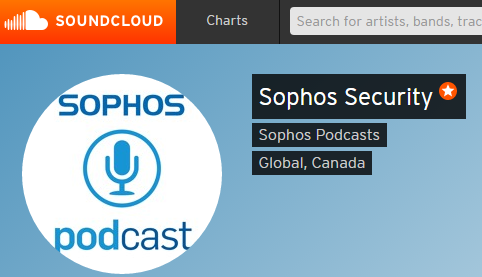 SOUNDCLOUD
Charts
Search for artists, bands, trac
SOPHOS
podcast
Sophos Security
Sophos Podcasts
Global, Canada